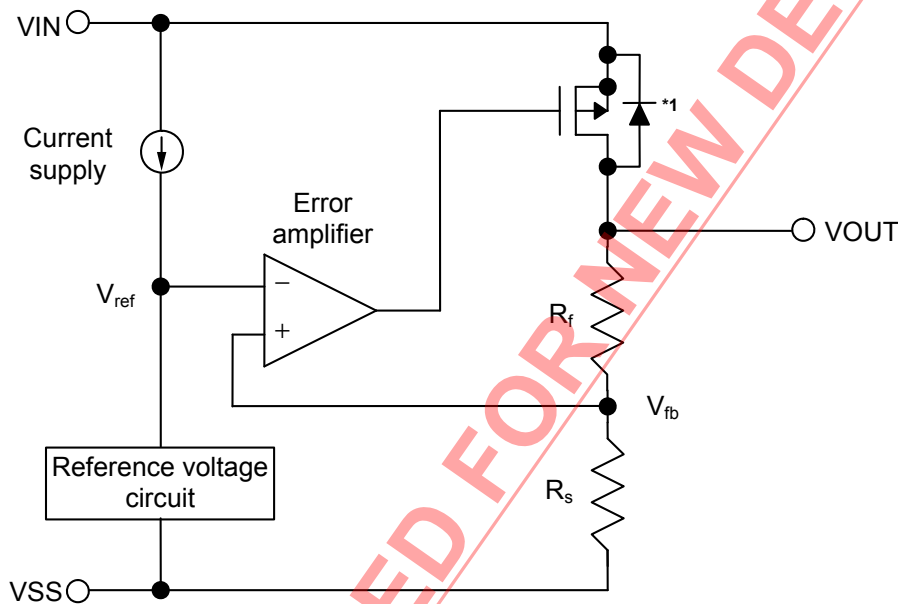 VIN
*1
Current
supply
Error
amplifier
VOUT
Vref
−
+
Rf
Vfb
Reference voltage
circuit
Rs
VSS
ED FOR NEW DE